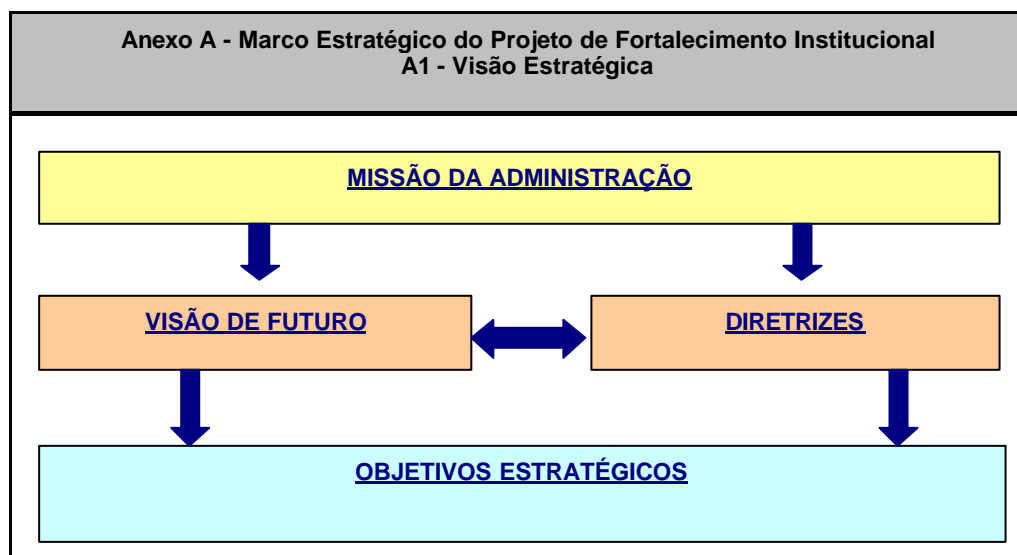 Anexo A - Marco Estratégico do Projeto de Fortalecimento Institucional
A1 - Visão Estratégica
MISSÃO DA ADMINISTRAÇÃO
VISÃO DE FUTURO
DIRETRIZES
OBJETIVOS ESTRATÉGICOS